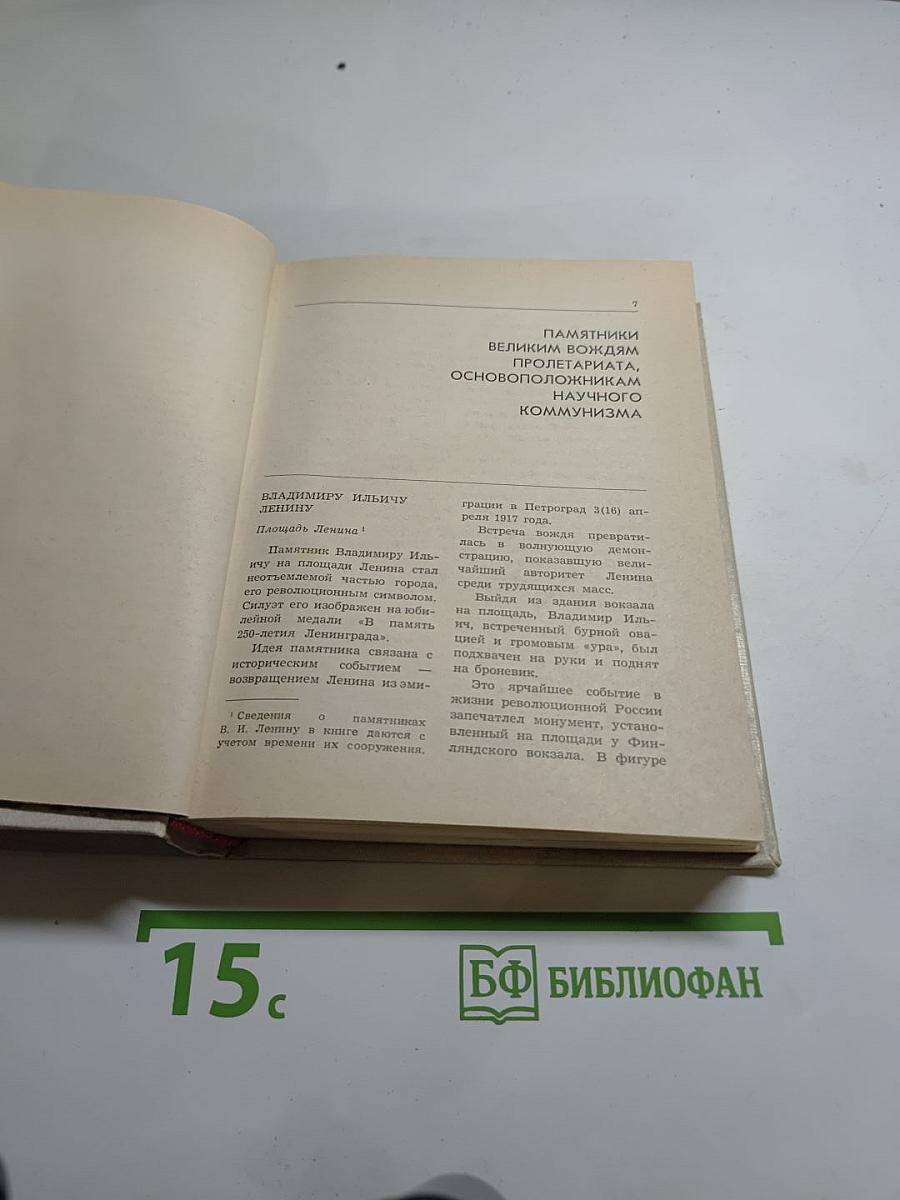 7
ПАМЯТНИКИ
ВЕЛИКИМ ВОЖДЯМ
ПРОЛЕТАРИАТА,
ОСНОВОПОЛОЖНИКАМ
НАУЧНОГО
КОММУНИЗМА
ВЛАДИМИРУ ИЛЬИЧУ
ЛЕНИНУ
Площадь Ленина ¹
Памятник Владимиру Иль-
ичу на площади Ленина стал
неотъемлемой частью города,
его революционным символом.
Силуэт его изображен на юби-
лейной медали «В память
250-летия Ленинграда».
Идея памятника связана с
историческим событием —
возвращением Ленина из эми-
¹ Сведения о памятниках
В. И. Ленину в книге даются с
учетом времени их сооружения.
грации в Петроград 3(16) ап-
реля 1917 года.
Встреча вождя преврати-
лась в волнующую демон-
страцию, показавшую вели-
чайший авторитет Ленина
среди трудящихся масс.
Выйдя из здания вокзала
на площадь, Владимир Иль-
ич, встреченный бурной ова-
цией и громовым «ура», был
подхвачен на руки и поднят
на броневик.
Это ярчайшее событие в
жизни революционной России
запечатлел монумент, устано-
вленный на площади у Фин-
ляндского вокзала. В фигуре
15 с
БФ БИБЛИОФАН